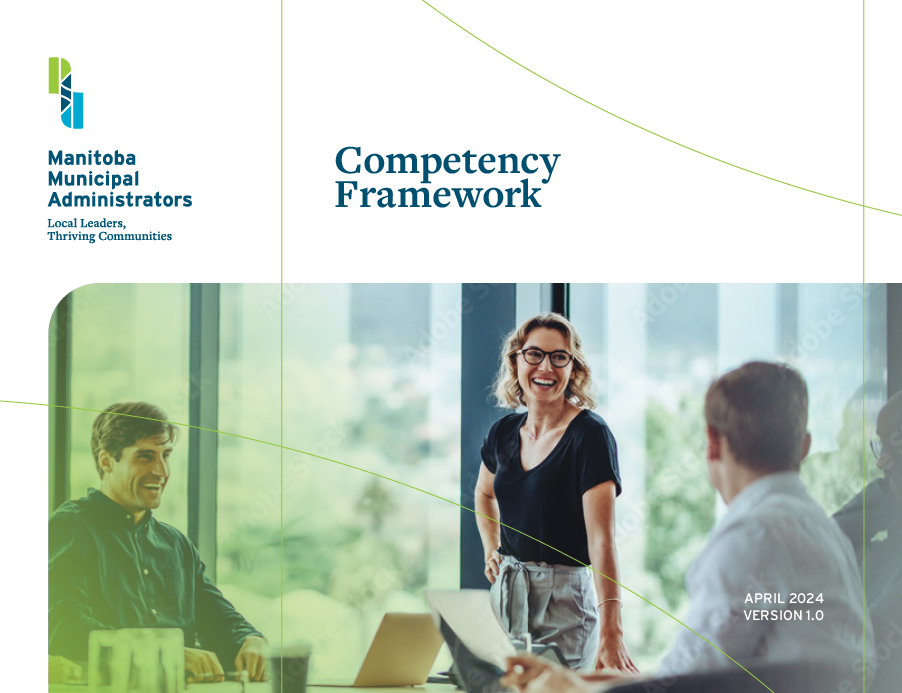 Manitoba
Municipal
Administrators
Local Leaders,
Thriving Communities
Competency
Framework
APRIL 2024
VERSION 1.0